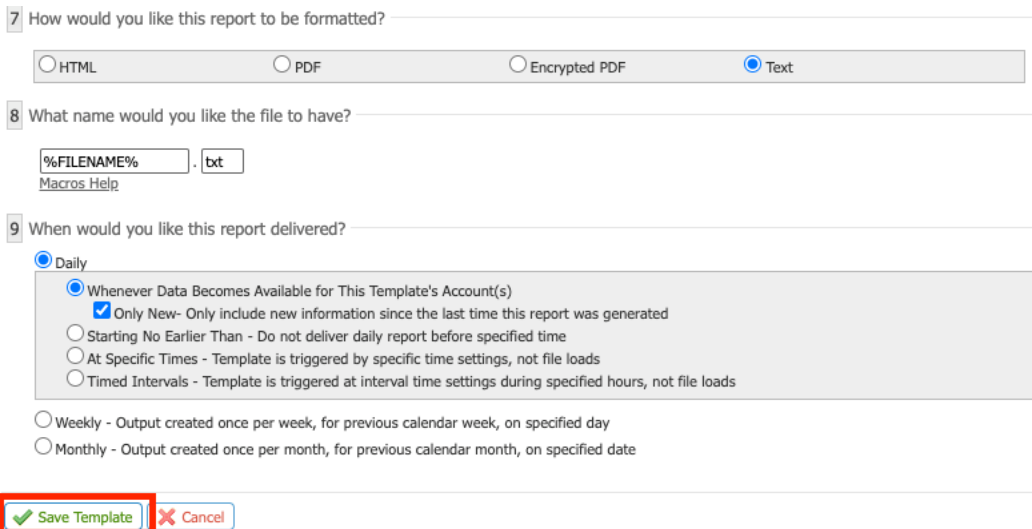 7 How would you like this report to be formatted?
HTML PDF Encrypted PDF Text
8 What name would you like the file to have?
%FILENAME% . txt
Macros Help
9 When would you like this report delivered?
Daily
Whenever Data Becomes Available for This Template's Account(s)
Only New- Only include new information since the last time this report was generated
Starting No Earlier Than - Do not deliver daily report before specified time
At Specific Times - Template is triggered by specific time settings, not file loads
Timed Intervals - Template is triggered at interval time settings during specified hours, not file loads
Weekly - Output created once per week, for previous calendar week, on specified day
Monthly - Output created once per month, for previous calendar month, on specified date
Save Template Cancel